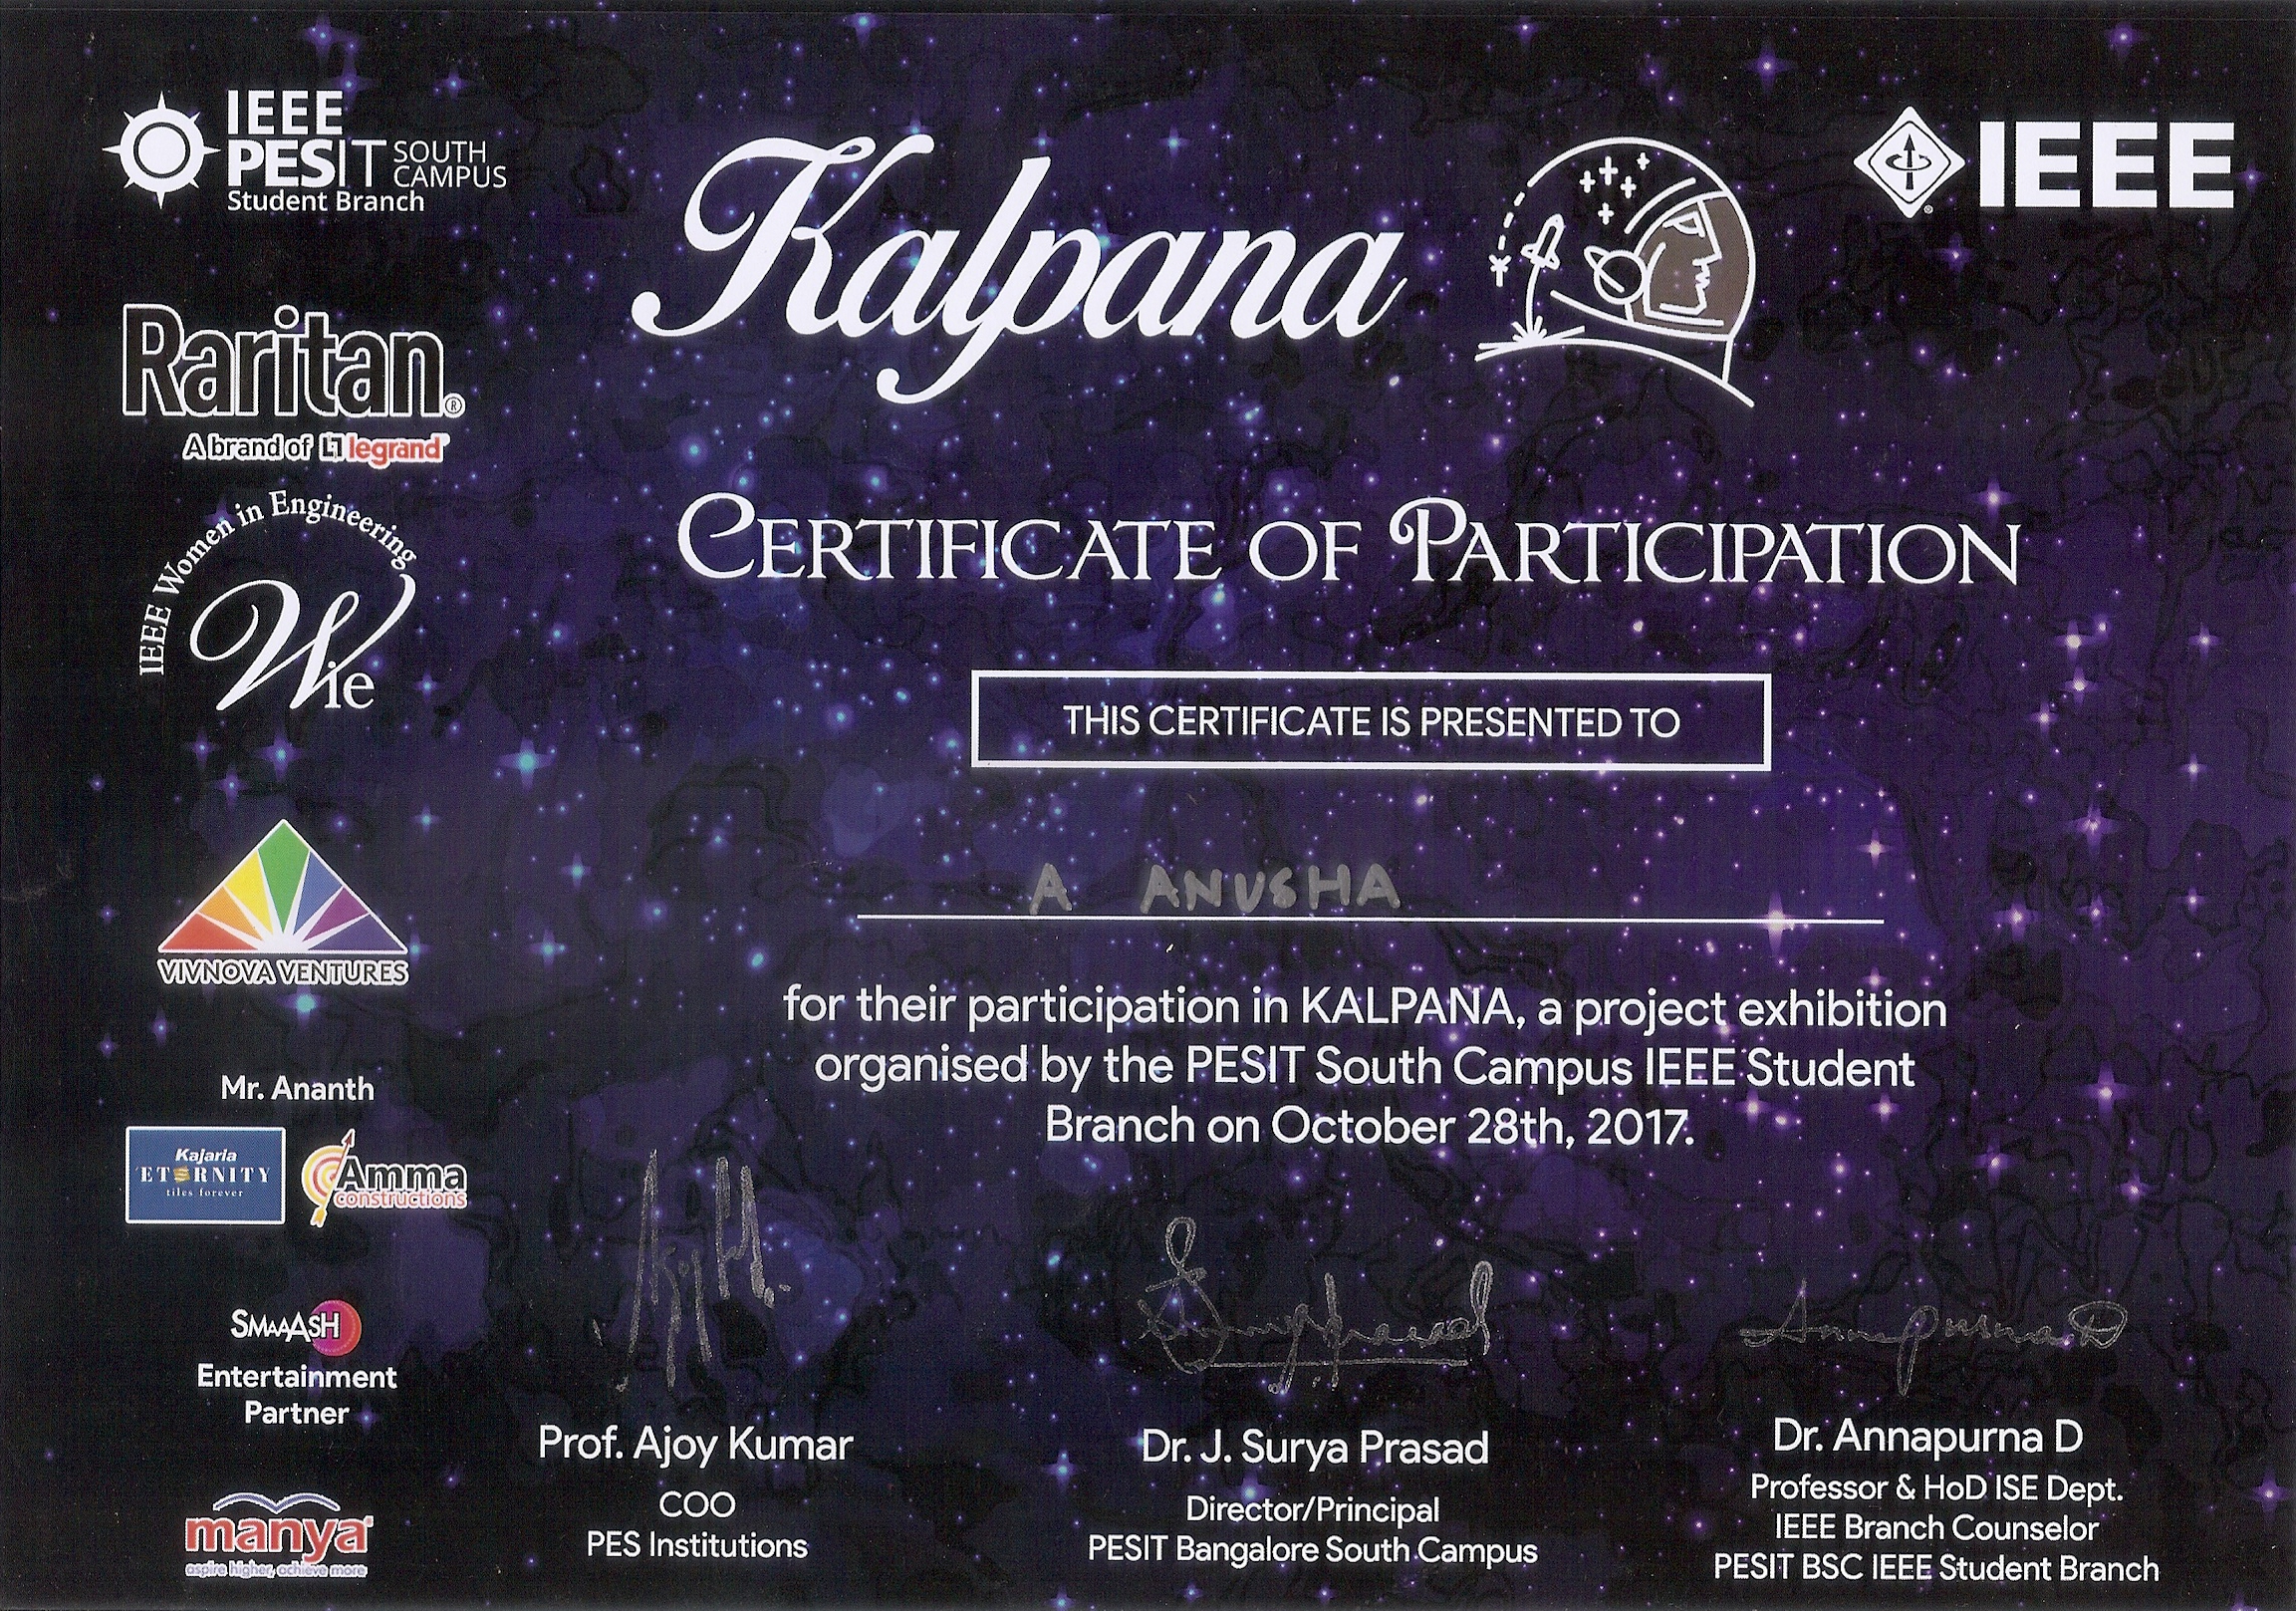 IEEE
PESIT SOUTH CAMPUS
Student Branch
Kalpana
IEEE
Raritan®
A brand of legrand®
IEEE Women in Engineering
Wie
CERTIFICATE OF PARTICIPATION
THIS CERTIFICATE IS PRESENTED TO
A ANUSHA
VIVNOVA VENTURES
for their participation in KALPANA, a project exhibition
organised by the PESIT South Campus IEEE Student
Branch on October 28th, 2017.
Mr. Ananth
Kajaria
ETERNITY
tiles forever
Amma
constructions
SMAAASH
Entertainment
Partner
manya
aspire higher, achieve more
Prof. Ajoy Kumar
COO
PES Institutions
Surya prasad
Dr. J. Surya Prasad
Director/Principal
PESIT Bangalore South Campus
Annapurna D
Dr. Annapurna D
Professor & HoD ISE Dept.
IEEE Branch Counselor
PESIT BSC IEEE Student Branch